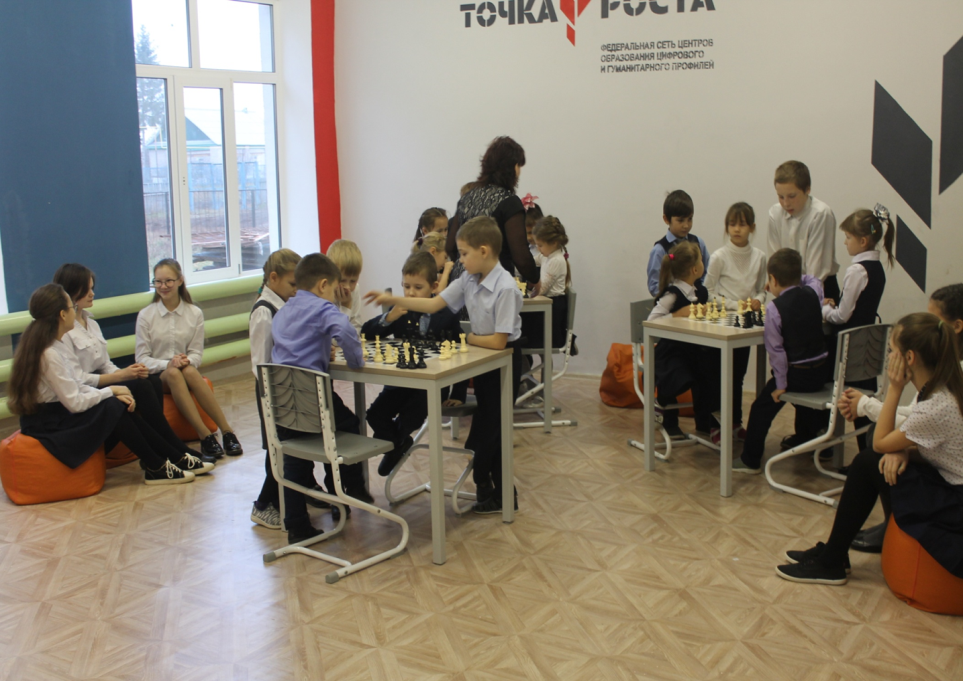 ТОЧКА РОСТА
ФЕДЕРАЛЬНАЯ СЕТЬ ЦЕНТРОВ
ОБРАЗОВАНИЯ ЦИФРОВОГО
И ГУМАНИТАРНОГО ПРОФИЛЕЙ